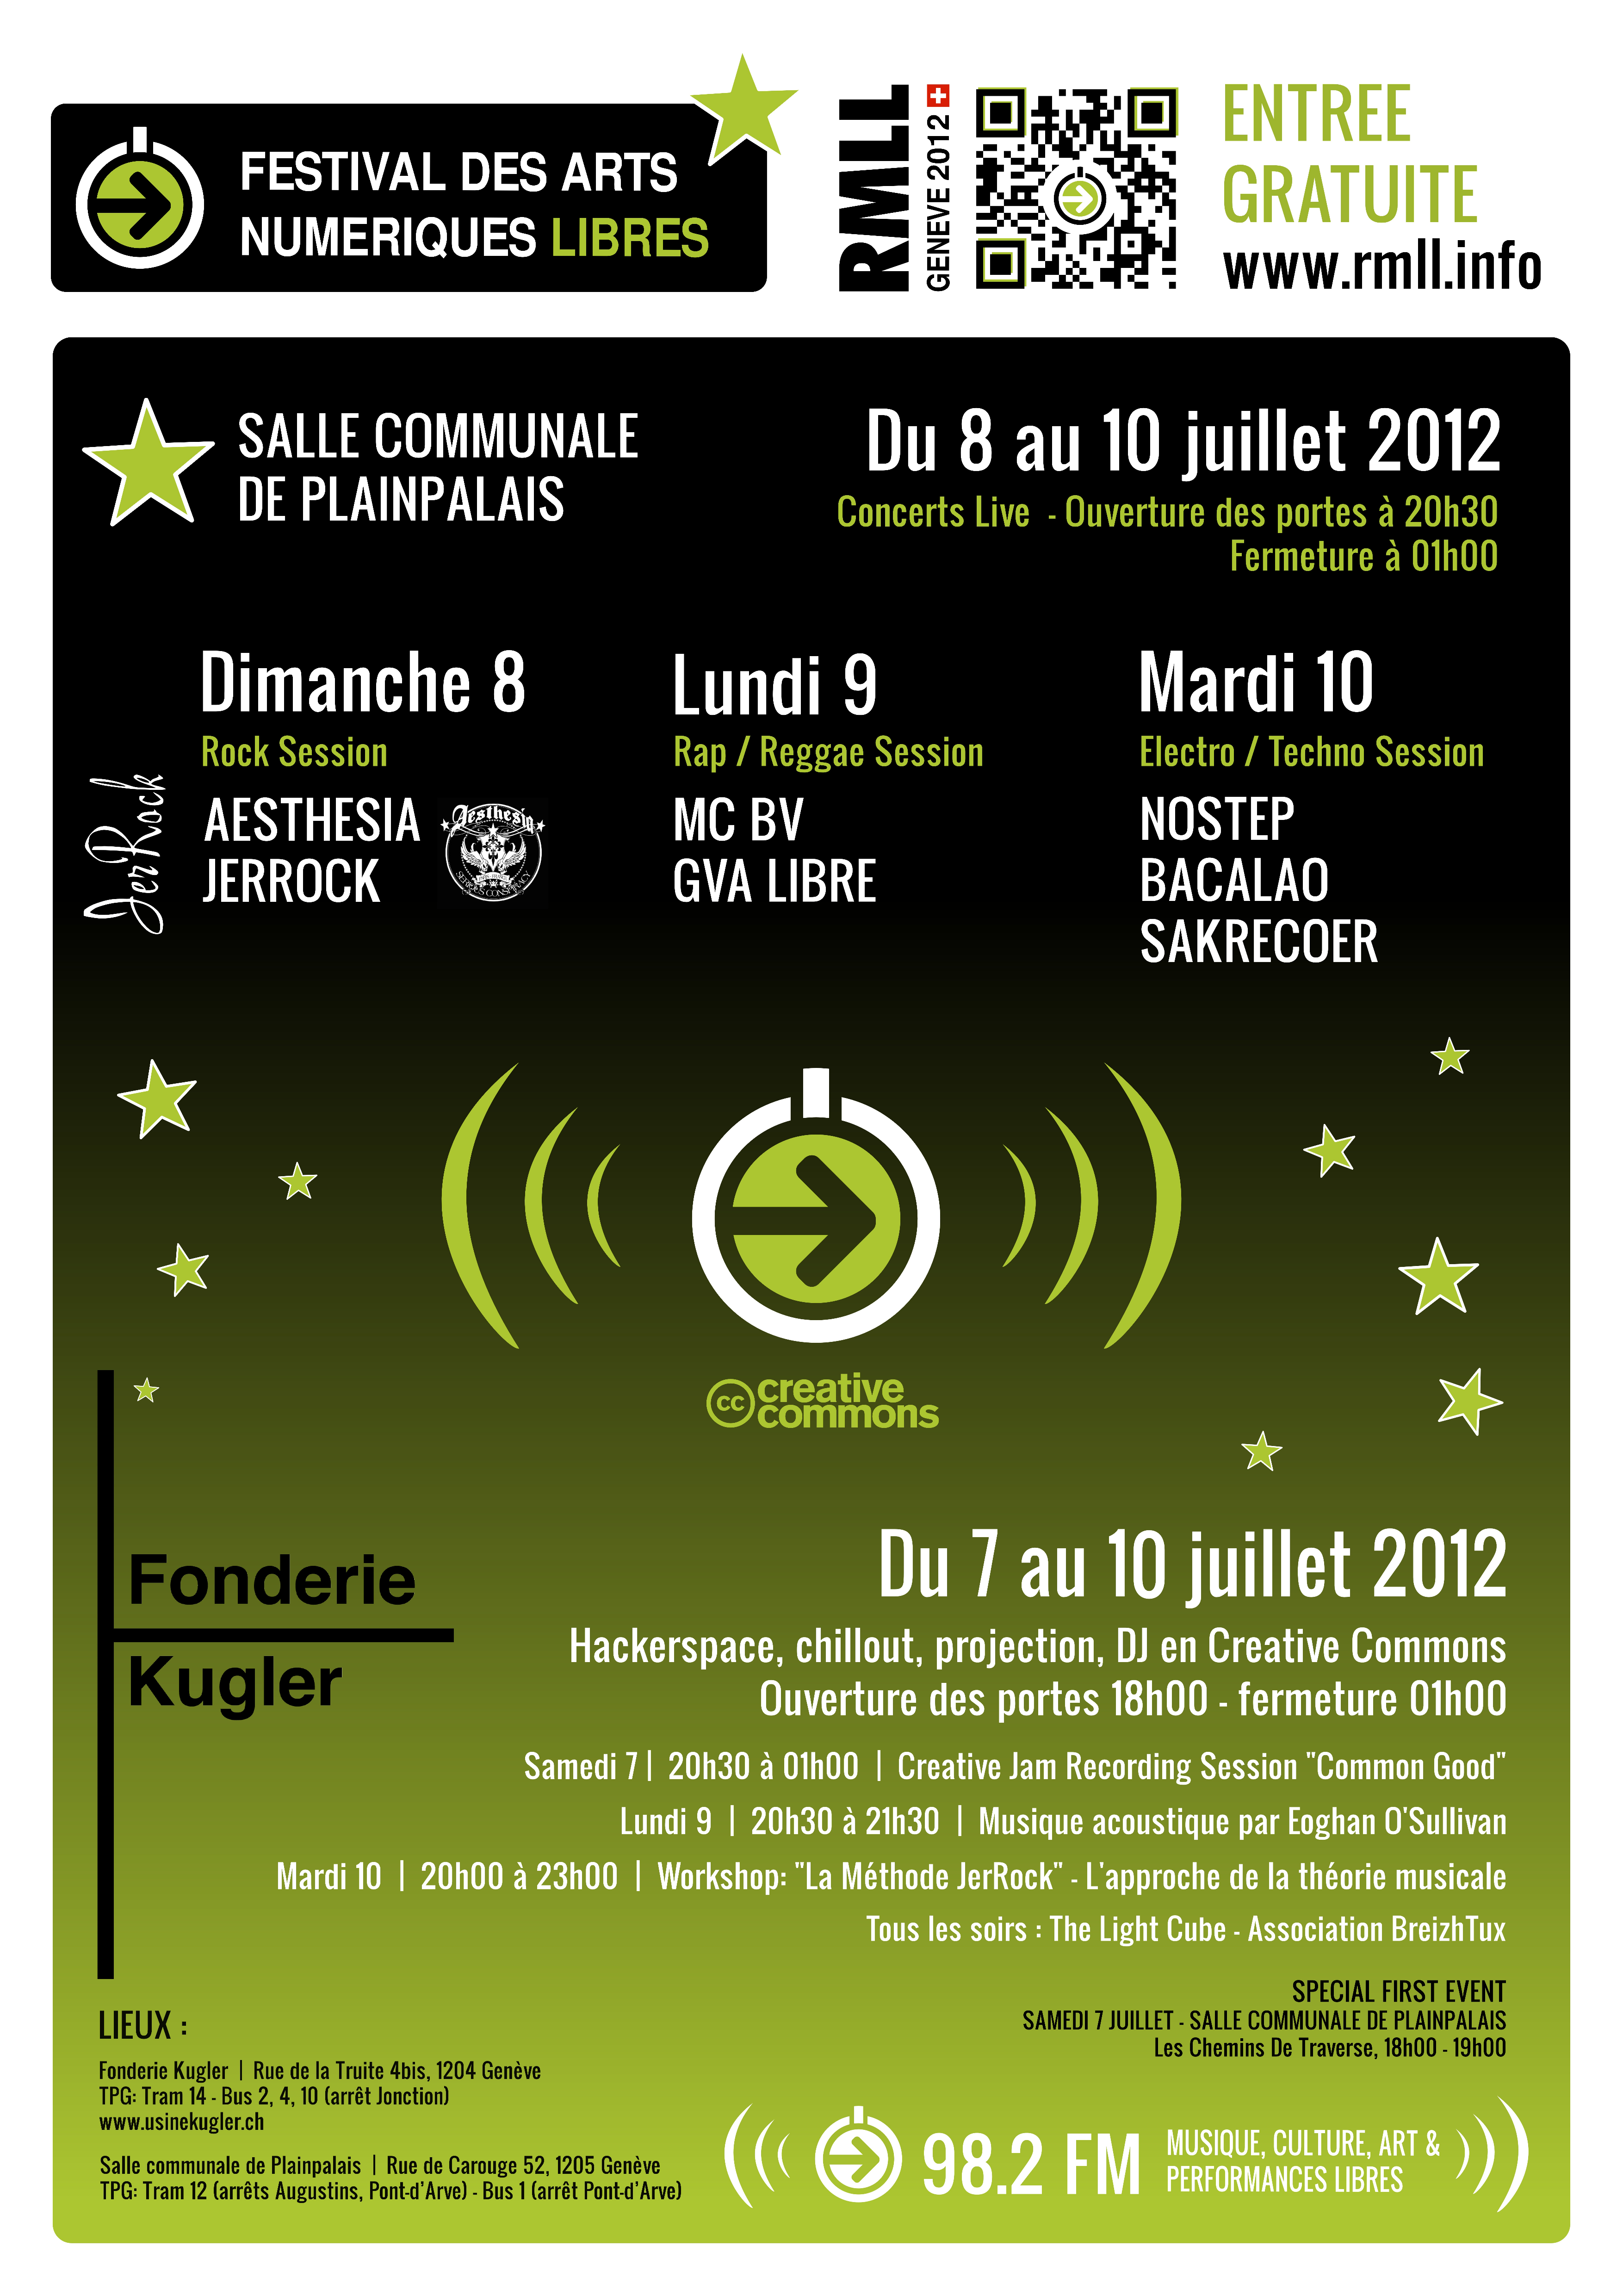 FESTIVAL DES ARTS
NUMERIQUES LIBRES
RMLL
GENEVE 2012
ENTREE
GRATUITE
www.rmll.info
SALLE COMMUNALE
DE PLAINPALAIS
Du 8 au 10 juillet 2012
Concerts Live - Ouverture des portes à 20h30
Fermeture à 01h00
Dimanche 8
Rock Session
AESTHESIA
JERROCK
JerRock
Aesthesia
SERIOUS CONSPIRACY
Lundi 9
Rap / Reggae Session
MC BV
GVA LIBRE
Mardi 10
Electro / Techno Session
NOSTEP
BACALAO
SAKRECOER
cc creative
commons
Fonderie
Kugler
Du 7 au 10 juillet 2012
Hackerspace, chillout, projection, DJ en Creative Commons
Ouverture des portes 18h00 - fermeture 01h00
Samedi 7 | 20h30 à 01h00 | Creative Jam Recording Session "Common Good"
Lundi 9 | 20h30 à 21h30 | Musique acoustique par Eoghan O'Sullivan
Mardi 10 | 20h00 à 23h00 | Workshop: "La Méthode JerRock" - L'approche de la théorie musicale
Tous les soirs : The Light Cube - Association BreizhTux
SPECIAL FIRST EVENT
SAMEDI 7 JUILLET - SALLE COMMUNALE DE PLAINPALAIS
Les Chemins De Traverse, 18h00 - 19h00
LIEUX :
Fonderie Kugler | Rue de la Truite 4bis, 1204 Genève
TPG: Tram 14 - Bus 2, 4, 10 (arrêt Jonction)
www.usinekugler.ch
Salle communale de Plainpalais | Rue de Carouge 52, 1205 Genève
TPG: Tram 12 (arrêts Augustins, Pont-d'Arve) - Bus 1 (arrêt Pont-d'Arve)
98.2 FM
MUSIQUE, CULTURE, ART &
PERFORMANCES LIBRES